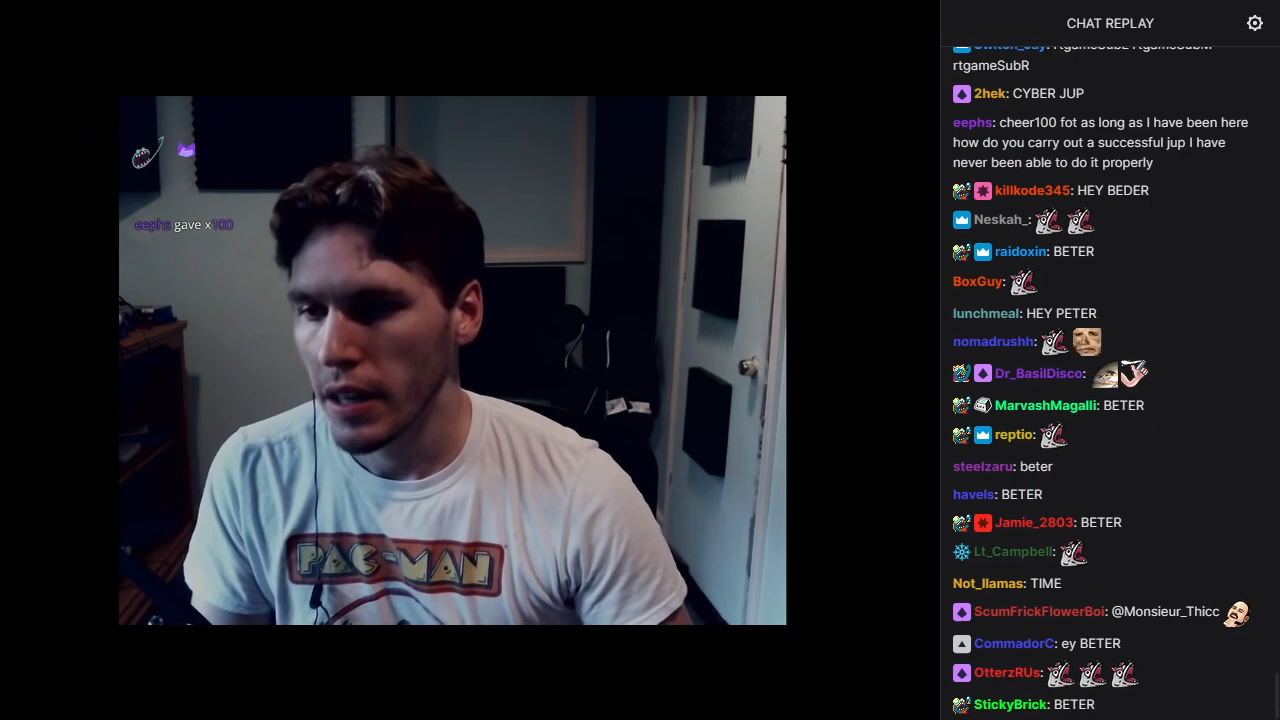 CHAT REPLAY
rtgameSubR
2hek: CYBER JUP
eephs: cheer100 fot as long as I have been here
how do you carry out a successful jup I have
never been able to do it properly
killkode345: HEY BEDER
Neskah_:
raidoxin: BETER
BoxGuy:
lunchmeal: HEY PETER
nomadrushh:
Dr_BasilDisco:
MarvashMagalli: BETER
reptio:
steelzaru: beter
havels: BETER
Jamie_2803: BETER
Lt_Campbell:
Not_llamas: TIME
ScumFrickFlowerBoi: @Monsieur_Thicc
CommadorC: ey BETER
OtterzRUs:
StickyBrick: BETER
eephs gave x100
PAC-MAN